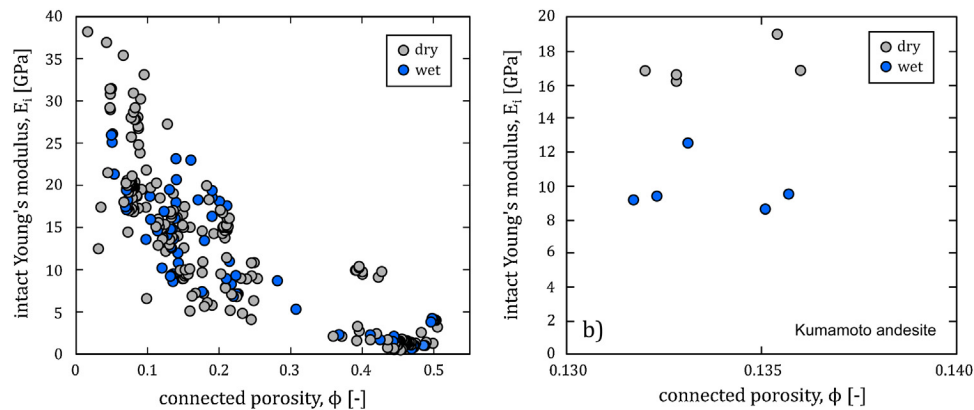 intact Young's modulus, Eᵢ [GPa]
40
35
30
25
20
15
10
5
0
0
0.1
0.2
0.3
0.4
0.5
connected porosity, ϕ [-]
dry
wet
intact Young's modulus, Eᵢ [GPa]
20
18
16
14
12
10
8
6
4
2
0
0.130
0.135
0.140
connected porosity, ϕ [-]
dry
wet
b)
Kumamoto andesite